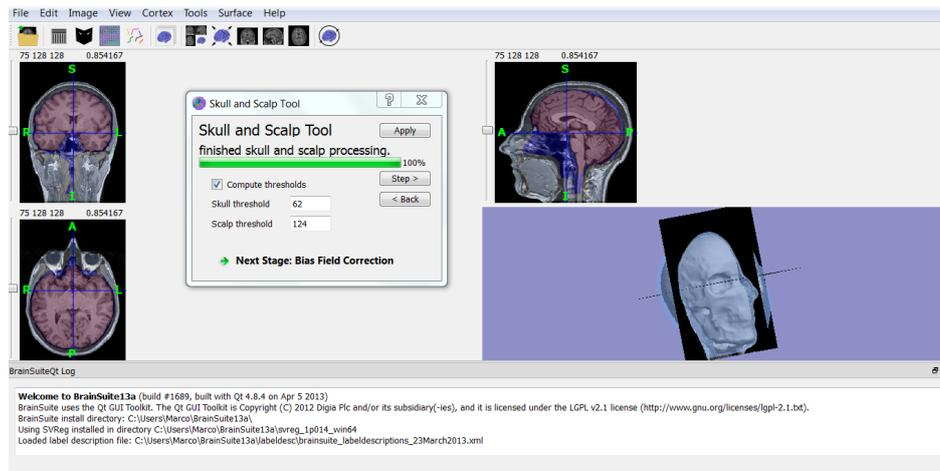 File Edit Image View Cortex Tools Surface Help
75 128 128 0.854167
S
R
L
I
75 128 128 0.854167
S
A
P
I
Skull and Scalp Tool
Skull and Scalp Tool
Apply
finished skull and scalp processing.
100%
Step >
Compute thresholds
< Back
Skull threshold 62
Scalp threshold 124
Next Stage: Bias Field Correction
75 128 128 0.854167
A
R
L
P
BrainSuiteQt Log
Welcome to BrainSuite13a (build #1689, built with Qt 4.8.4 on Apr 5 2013)
BrainSuite uses the Qt GUI Toolkit. The Qt GUI Toolkit is Copyright (C) 2012 Digia Plc and/or its subsidiary(-ies), and it is licensed under the LGPL v2.1 license (http://www.gnu.org/licenses/lgpl-2.1.txt).
BrainSuite install directory: C:\Users\Marco\BrainSuite13a\
Using SVReg installed in directory C:\Users\Marco\BrainSuite13a\svreg_1p014_win64
Loaded label description file: C:\Users\Marco\BrainSuite13a\labeldesc\brainsuite_labeldescriptions_23March2013.xml